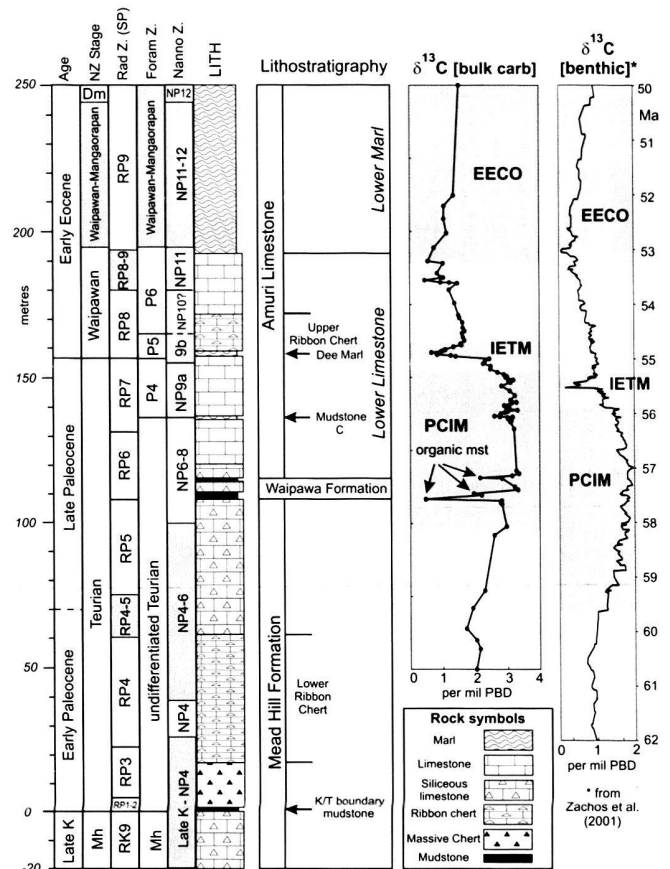 Age
NZ Stage
Rad Z. (SP)
Foram Z.
Nanno Z.
LITH
Lithostratigraphy
δ13C [bulk carb]
δ13C [benthic]*
metres
250
200
150
100
50
0
-20
Early Eocene
Late Paleocene
Early Paleocene
Late K
Dm
Waipawan-Mangaorapan
Waipawan
Teurian
Mh
RP9
RP8-9
RP8
RP7
RP6
RP5
RP4-5
RP4
RP3
RP1-2
RK9
Waipawan-Mangaorapan
P6
P5
P4
undifferentiated Teurian
Mh
NP12
NP11-12
NP11
NP10?
9b
NP9a
NP6-8
NP4-6
NP4
Late K - NP4
Amuri Limestone
Lower Marl
Lower Limestone
Upper Ribbon Chert
Dee Marl
Mudstone C
Waipawa Formation
Mead Hill Formation
Lower Ribbon Chert
K/T boundary mudstone
EECO
IETM
PCIM
organic mst
0 1 2 3 4
per mil PBD
EECO
IETM
PCIM
50
Ma
51
52
53
54
55
56
57
58
59
60
61
62
0 1 2
per mil PBD
Rock symbols
Marl
Limestone
Siliceous limestone
Ribbon chert
Massive Chert
Mudstone
* from
Zachos et al.
(2001)